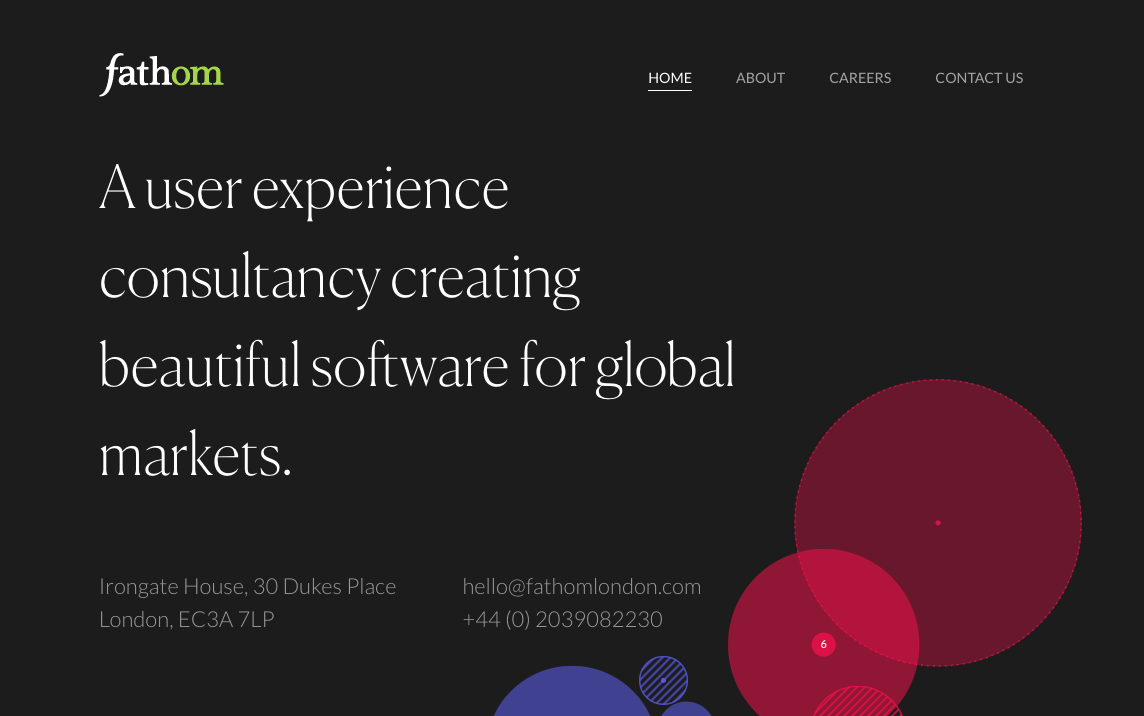 fathom
HOME ABOUT CAREERS CONTACT US
A user experience
consultancy creating
beautiful software for global
markets.
Irongate House, 30 Dukes Place
London, EC3A 7LP
hello@fathomlondon.com
+44 (0) 2039082230
6